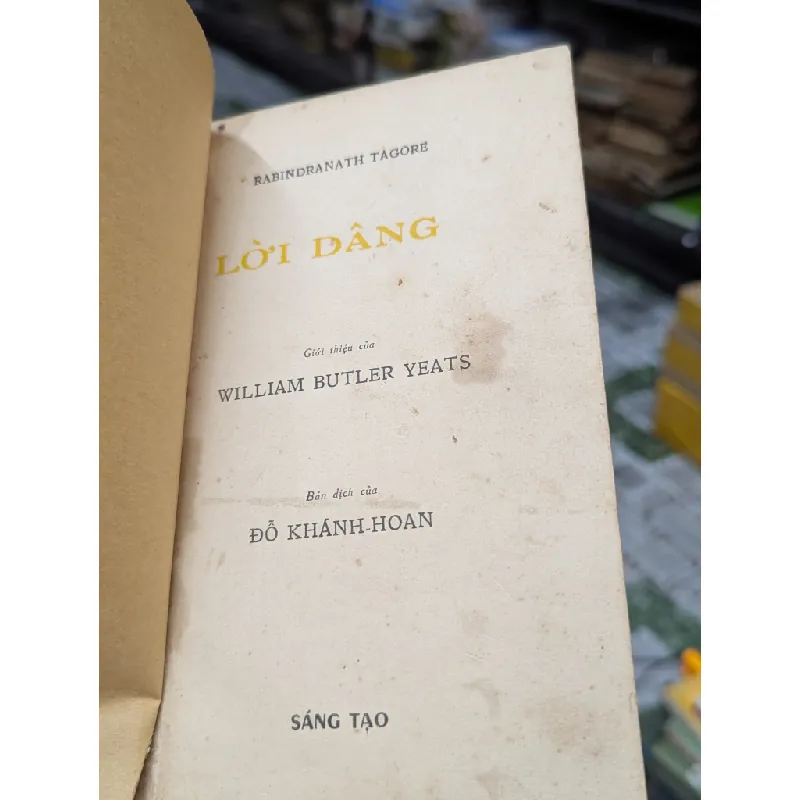 RABINDRANATH TAGORE
LỜI DÂNG
Giới thiệu của
WILLIAM BUTLER YEATS
Bản dịch của
ĐỖ KHÁNH-HOAN
SÁNG TẠO